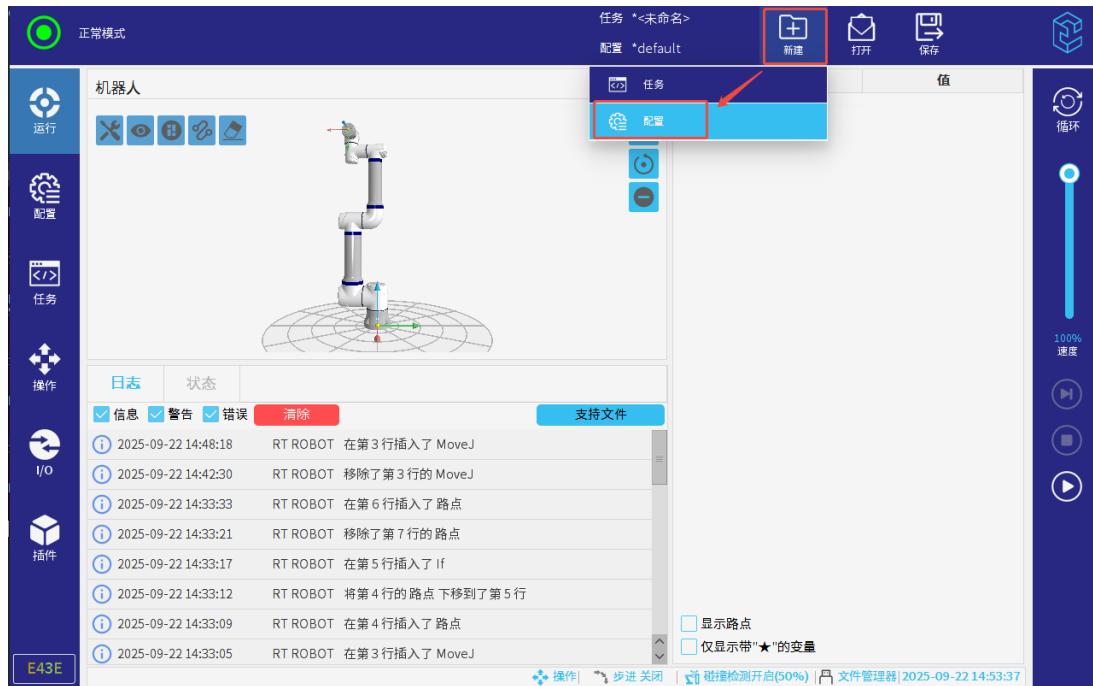 正常模式
任务 *<未命名>
配置 *default
新建
打开
保存
任务
配置
值
运行
配置
任务
操作
I/O
插件
E43E
机器人
日志
状态
信息 警告 错误 清除 支持文件
2025-09-22 14:48:18 RT ROBOT 在第3行插入了 MoveJ
2025-09-22 14:42:30 RT ROBOT 移除了第3行的 MoveJ
2025-09-22 14:33:33 RT ROBOT 在第6行插入了 路点
2025-09-22 14:33:21 RT ROBOT 移除了第7行的 路点
2025-09-22 14:33:17 RT ROBOT 在第5行插入了 If
2025-09-22 14:33:12 RT ROBOT 将第4行的 路点 下移到了第5行
2025-09-22 14:33:09 RT ROBOT 在第4行插入了 路点
2025-09-22 14:33:05 RT ROBOT 在第3行插入了 MoveJ
显示路点
仅显示带"★"的变量
循环
100%
速度
操作| 步进 关闭 | 碰撞检测开启(50%) | 文件管理器| 2025-09-22 14:53:37